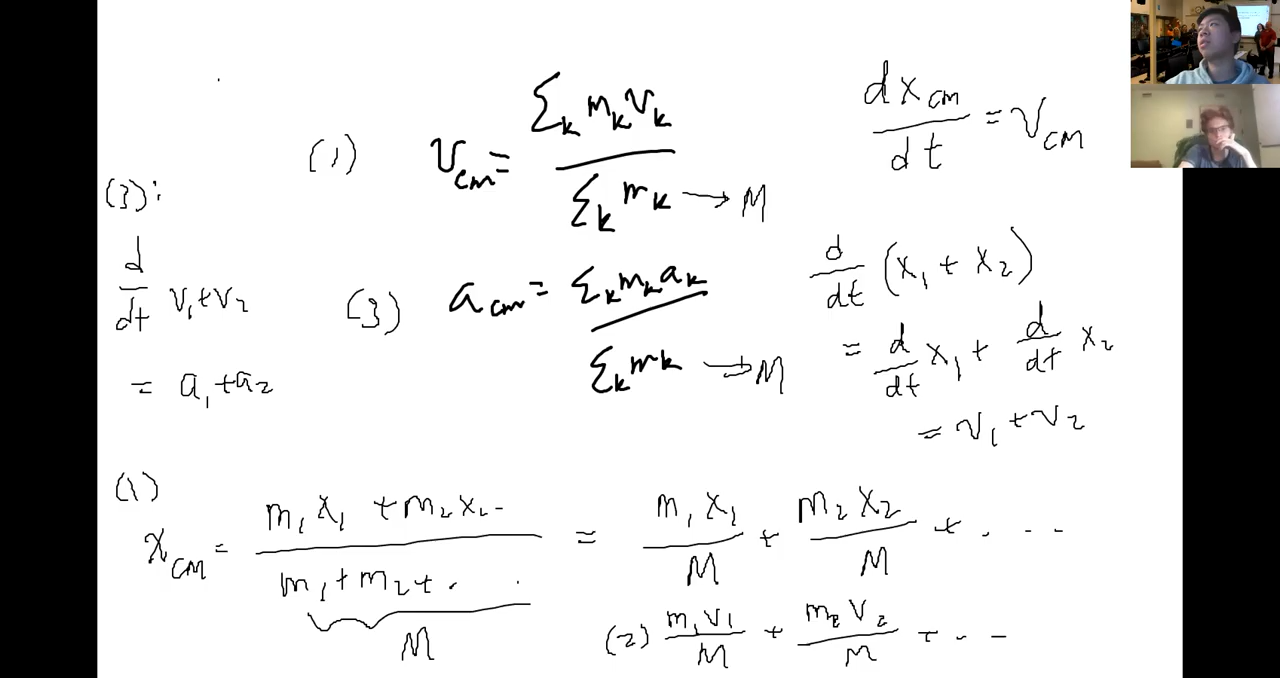 (1) v_cm = Σ_k m_k v_k / Σ_k m_k → M
dx_cm / dt = v_cm
(3):
d/dt v_1 + v_2
= a_1 + a_2
(3) a_cm = Σ_k m_k a_k / Σ_k m_k → M
d/dt (x_1 + x_2)
= d/dt x_1 + d/dt x_2
= v_1 + v_2
(1)
x_cm = m_1 x_1 + m_2 x_2 - / m_1 + m_2 + . . = m_1 x_1 / M + m_2 x_2 / M + . - -
M
(2) m_1 v_1 / M + m_2 v_2 / M + - -